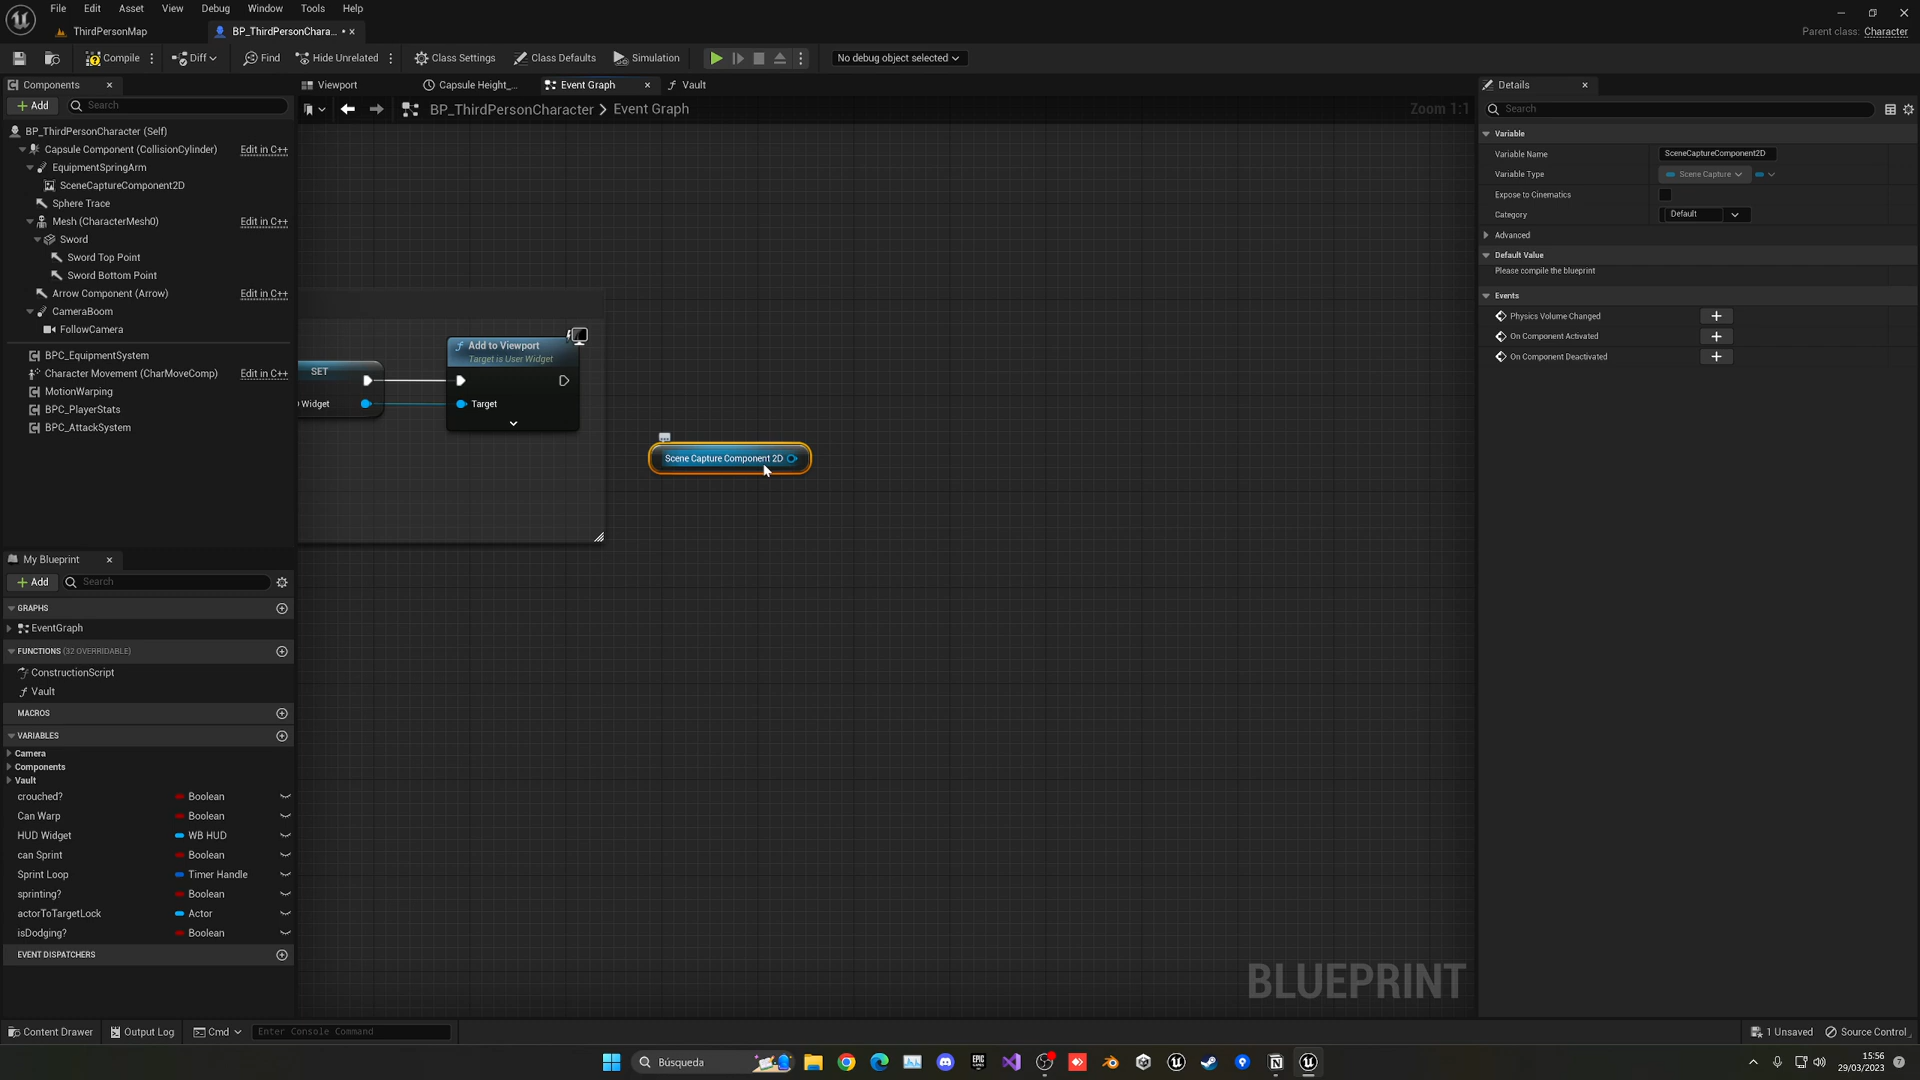 File Edit Asset View Debug Window Tools Help
ThirdPersonMap
BP_ThirdPersonChara... •
Parent class: Character
Compile
Diff
Find
Hide Unrelated
Class Settings
Class Defaults
Simulation
No debug object selected
Components
Add
Search
BP_ThirdPersonCharacter (Self)
Capsule Component (CollisionCylinder) Edit in C++
EquipmentSpringArm
SceneCaptureComponent2D
Sphere Trace
Mesh (CharacterMesh0) Edit in C++
Sword
Sword Top Point
Sword Bottom Point
Arrow Component (Arrow) Edit in C++
CameraBoom
FollowCamera
BPC_EquipmentSystem
Character Movement (CharMoveComp) Edit in C++
MotionWarping
BPC_PlayerStats
BPC_AttackSystem
My Blueprint
Add
Search
GRAPHS
EventGraph
FUNCTIONS (32 OVERRIDABLE)
ConstructionScript
Vault
MACROS
VARIABLES
Camera
Components
Vault
crouched? Boolean
Can Warp Boolean
HUD Widget WB HUD
can Sprint Boolean
Sprint Loop Timer Handle
sprinting? Boolean
actorToTargetLock Actor
isDodging? Boolean
EVENT DISPATCHERS
Viewport
Capsule Height_...
Event Graph
Vault
BP_ThirdPersonCharacter > Event Graph
Zoom 1:1
SET
Widget
Add to Viewport
Target is User Widget
Target
Scene Capture Component 2D
BLUEPRINT
Details
Search
Variable
Variable Name SceneCaptureComponent2D
Variable Type Scene Capture
Expose to Cinematics
Category Default
Advanced
Default Value
Please compile the blueprint
Events
Physics Volume Changed
On Component Activated
On Component Deactivated
Content Drawer
Output Log
Cmd
Enter Console Command
1 Unsaved
Source Control
Búsqueda
15:56
29/03/2023